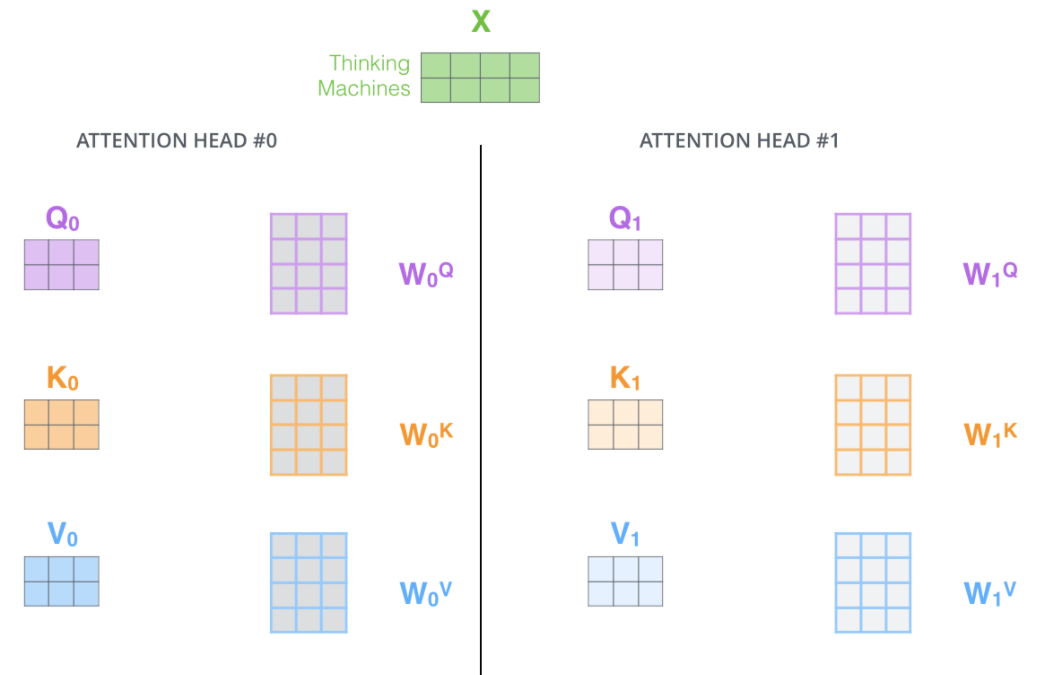 X
Thinking
Machines
ATTENTION HEAD #0
ATTENTION HEAD #1
Q₀
W₀Q
Q₁
W₁Q
K₀
W₀K
K₁
W₁K
V₀
W₀V
V₁
W₁V